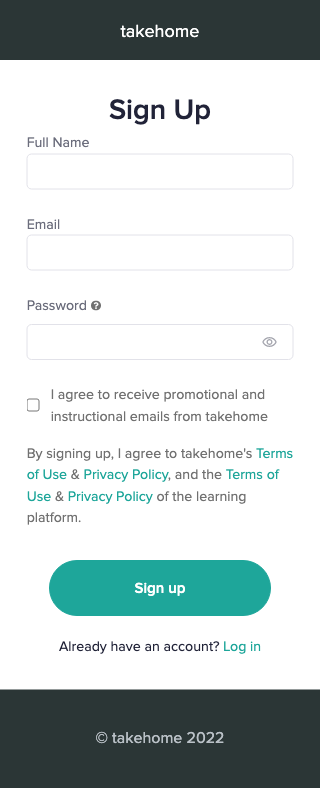 takehome
Sign Up
Full Name
Email
Password ?
I agree to receive promotional and
instructional emails from takehome
By signing up, I agree to takehome's Terms
of Use & Privacy Policy, and the Terms of
Use & Privacy Policy of the learning
platform.
Sign up
Already have an account? Log in
© takehome 2022